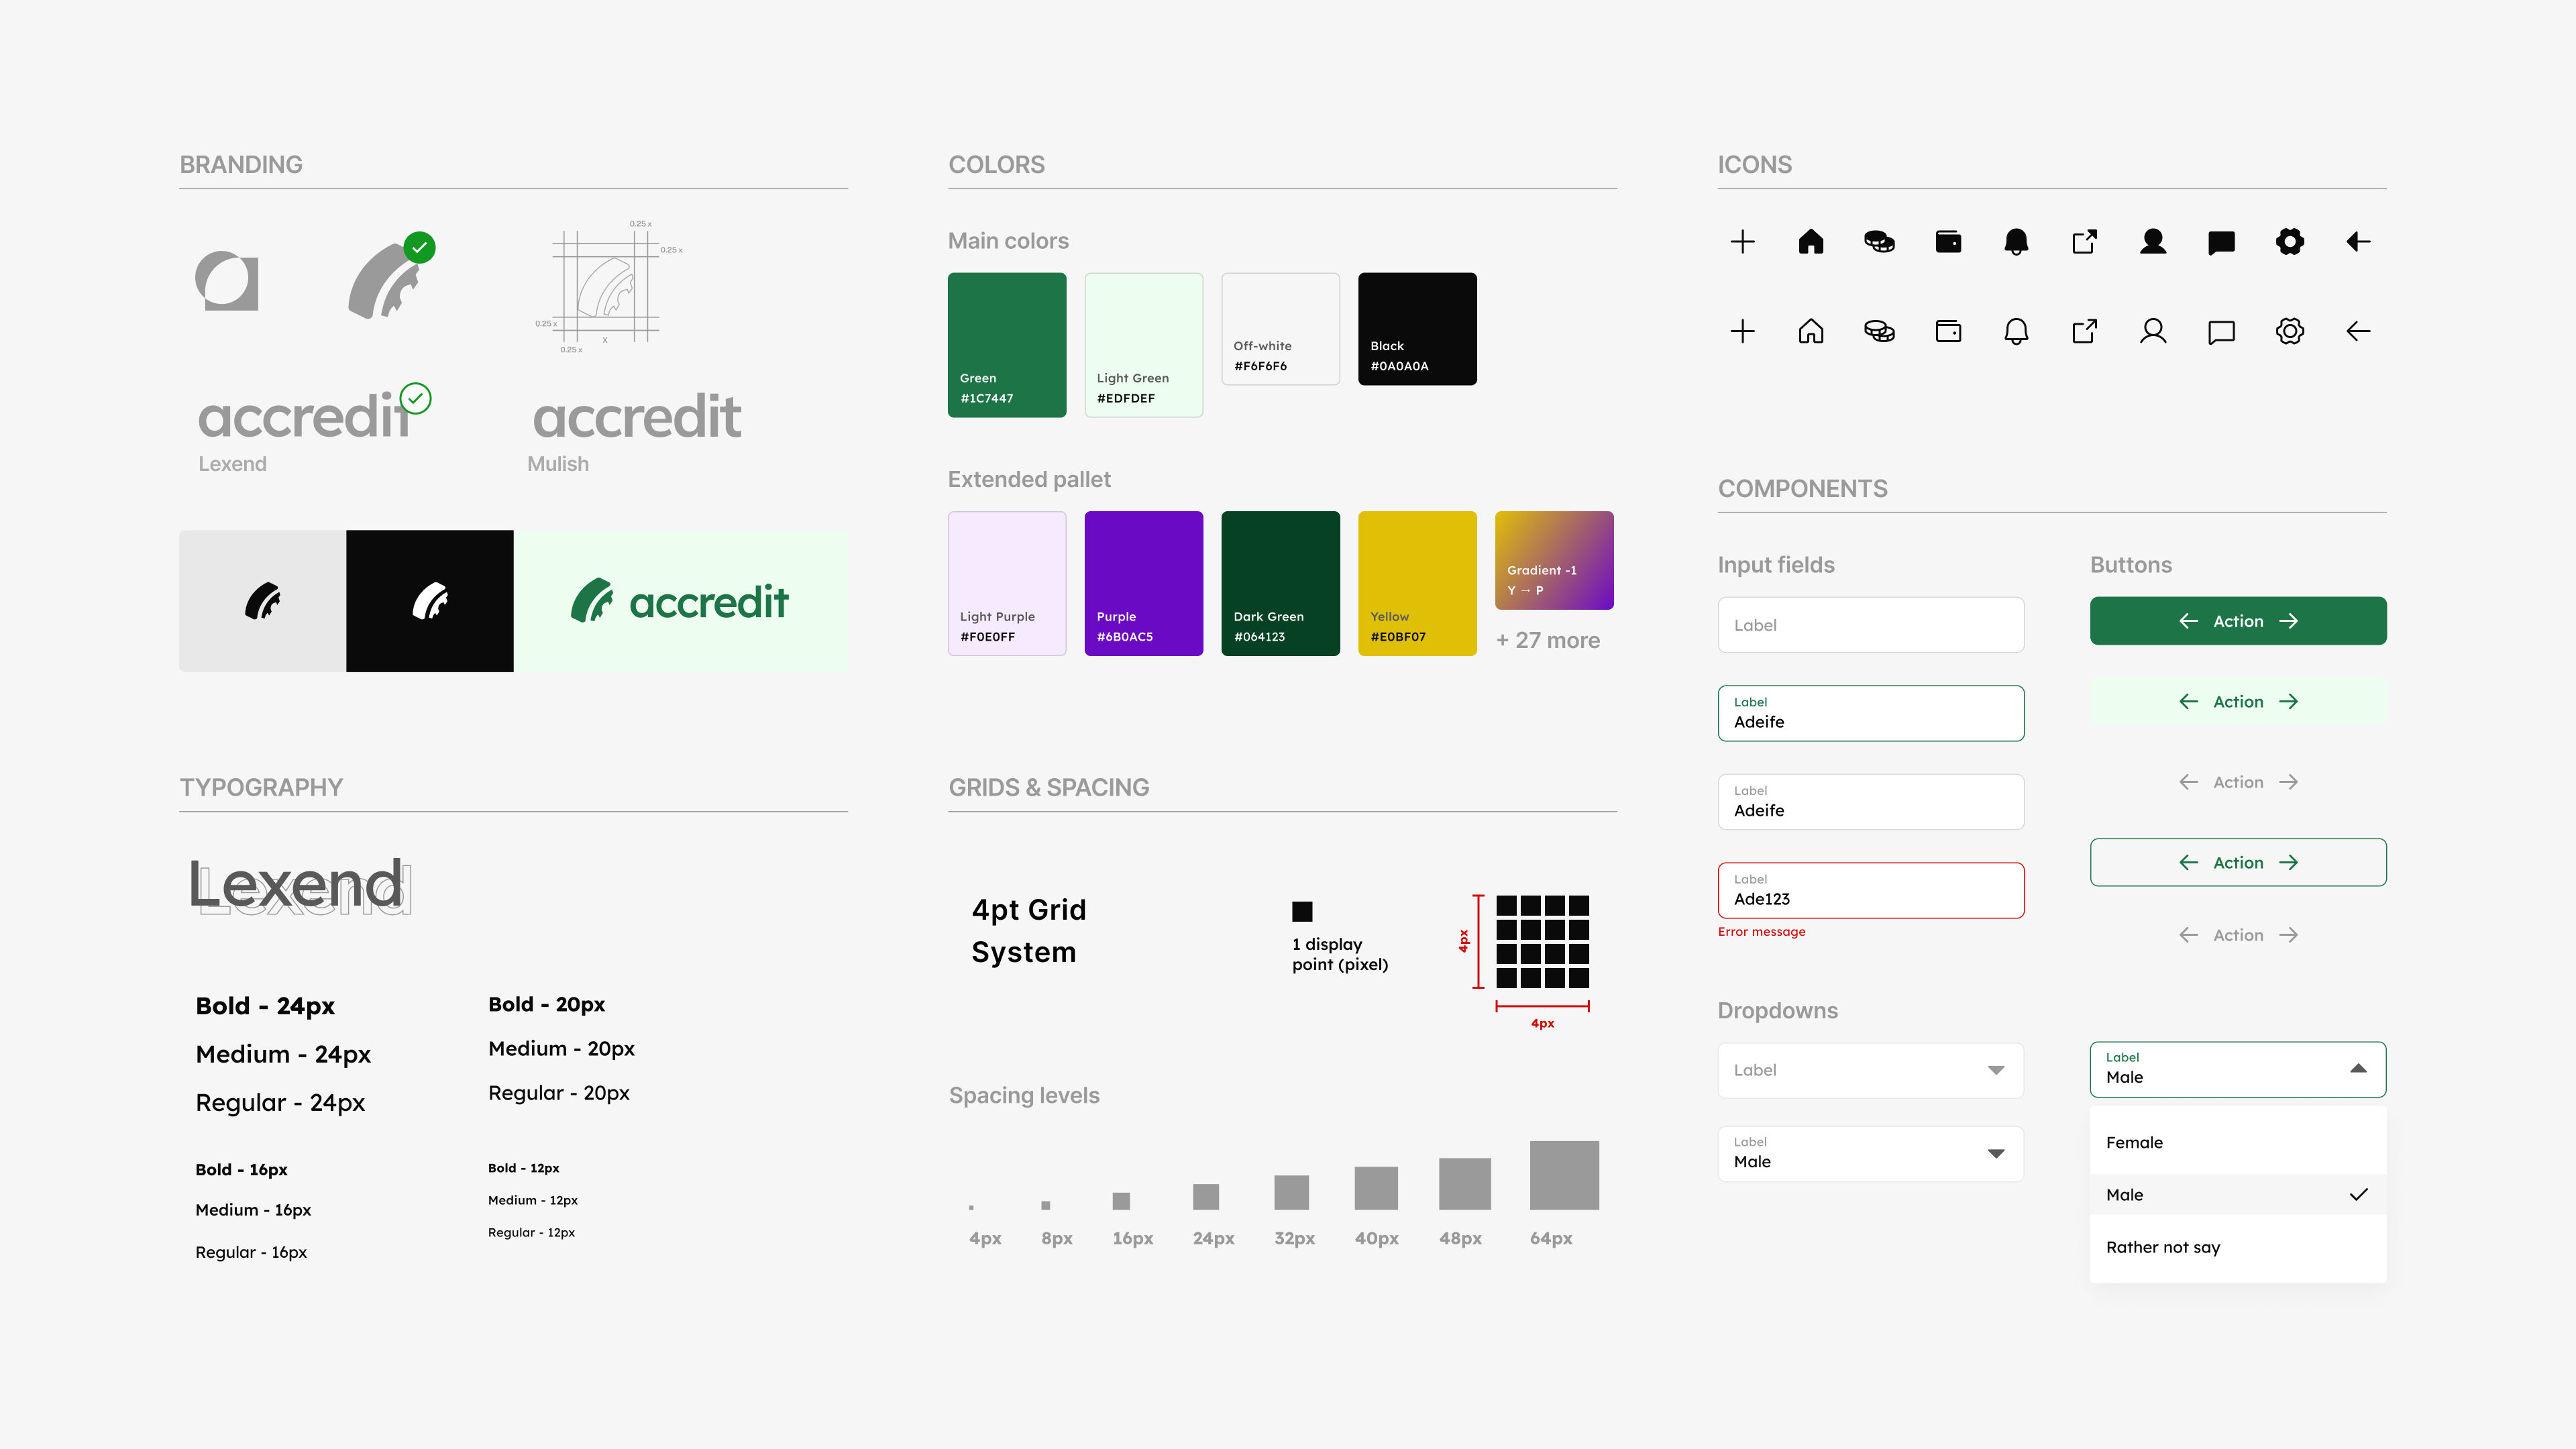 BRANDING
0.25 x
0.25 x
0.25 x
x
0.25 x
accredit
accredit
Lexend
Mulish
accredit
TYPOGRAPHY
Lexend
Lexend
Bold - 24px
Medium - 24px
Regular - 24px
Bold - 20px
Medium - 20px
Regular - 20px
Bold - 16px
Medium - 16px
Regular - 16px
Bold - 12px
Medium - 12px
Regular - 12px
COLORS
Main colors
Green
#1C7447
Light Green
#EDFDEF
Off-white
#F6F6F6
Black
#0A0A0A
Extended pallet
Light Purple
#F0E0FF
Purple
#6B0AC5
Dark Green
#064123
Yellow
#E0BF07
Gradient -1
Y → P
+ 27 more
GRIDS & SPACING
4pt Grid
System
1 display
point (pixel)
4px
4px
Spacing levels
4px
8px
16px
24px
32px
40px
48px
64px
ICONS
COMPONENTS
Input fields
Label
Label
Adeife
Label
Adeife
Label
Ade123
Error message
Buttons
Action
Action
Action
Action
Action
Dropdowns
Label
Label
Male
Label
Male
Female
Male
Rather not say